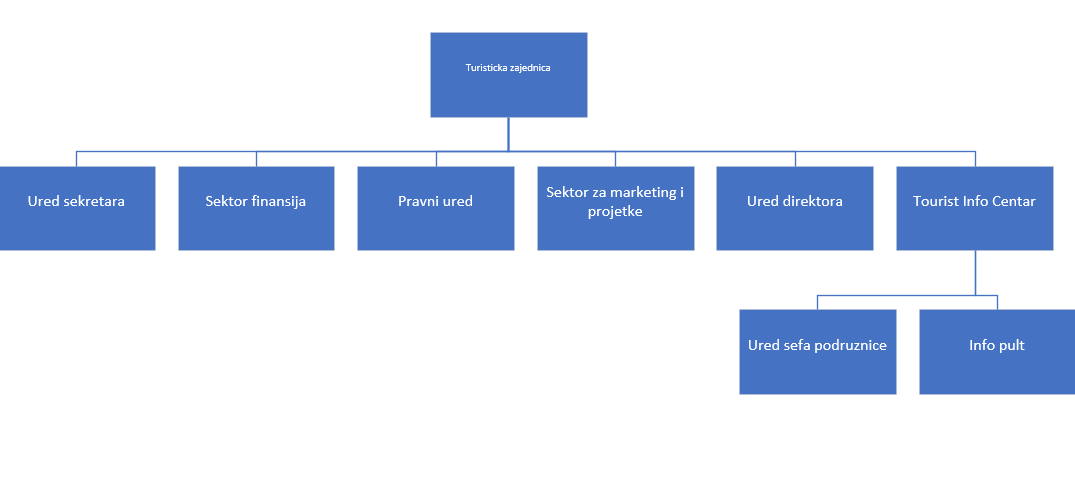 Turisticka zajednica
Ured sekretara
Sektor finansija
Pravni ured
Sektor za marketing i
projetke
Ured direktora
Tourist Info Centar
Ured sefa podruznice
Info pult